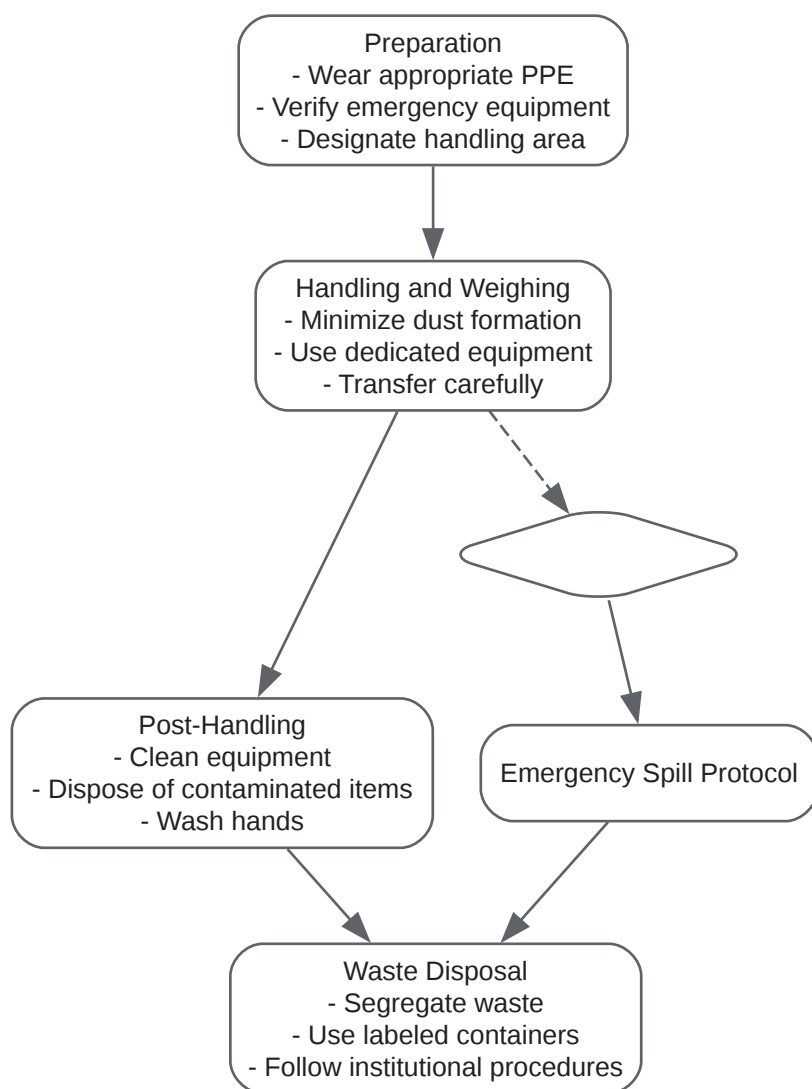 Preparation
- Wear appropriate PPE
- Verify emergency equipment
- Designate handling area
Handling and Weighing
- Minimize dust formation
- Use dedicated equipment
- Transfer carefully
Post-Handling
- Clean equipment
- Dispose of contaminated items
- Wash hands
Emergency Spill Protocol
Waste Disposal
- Segregate waste
- Use labeled containers
- Follow institutional procedures